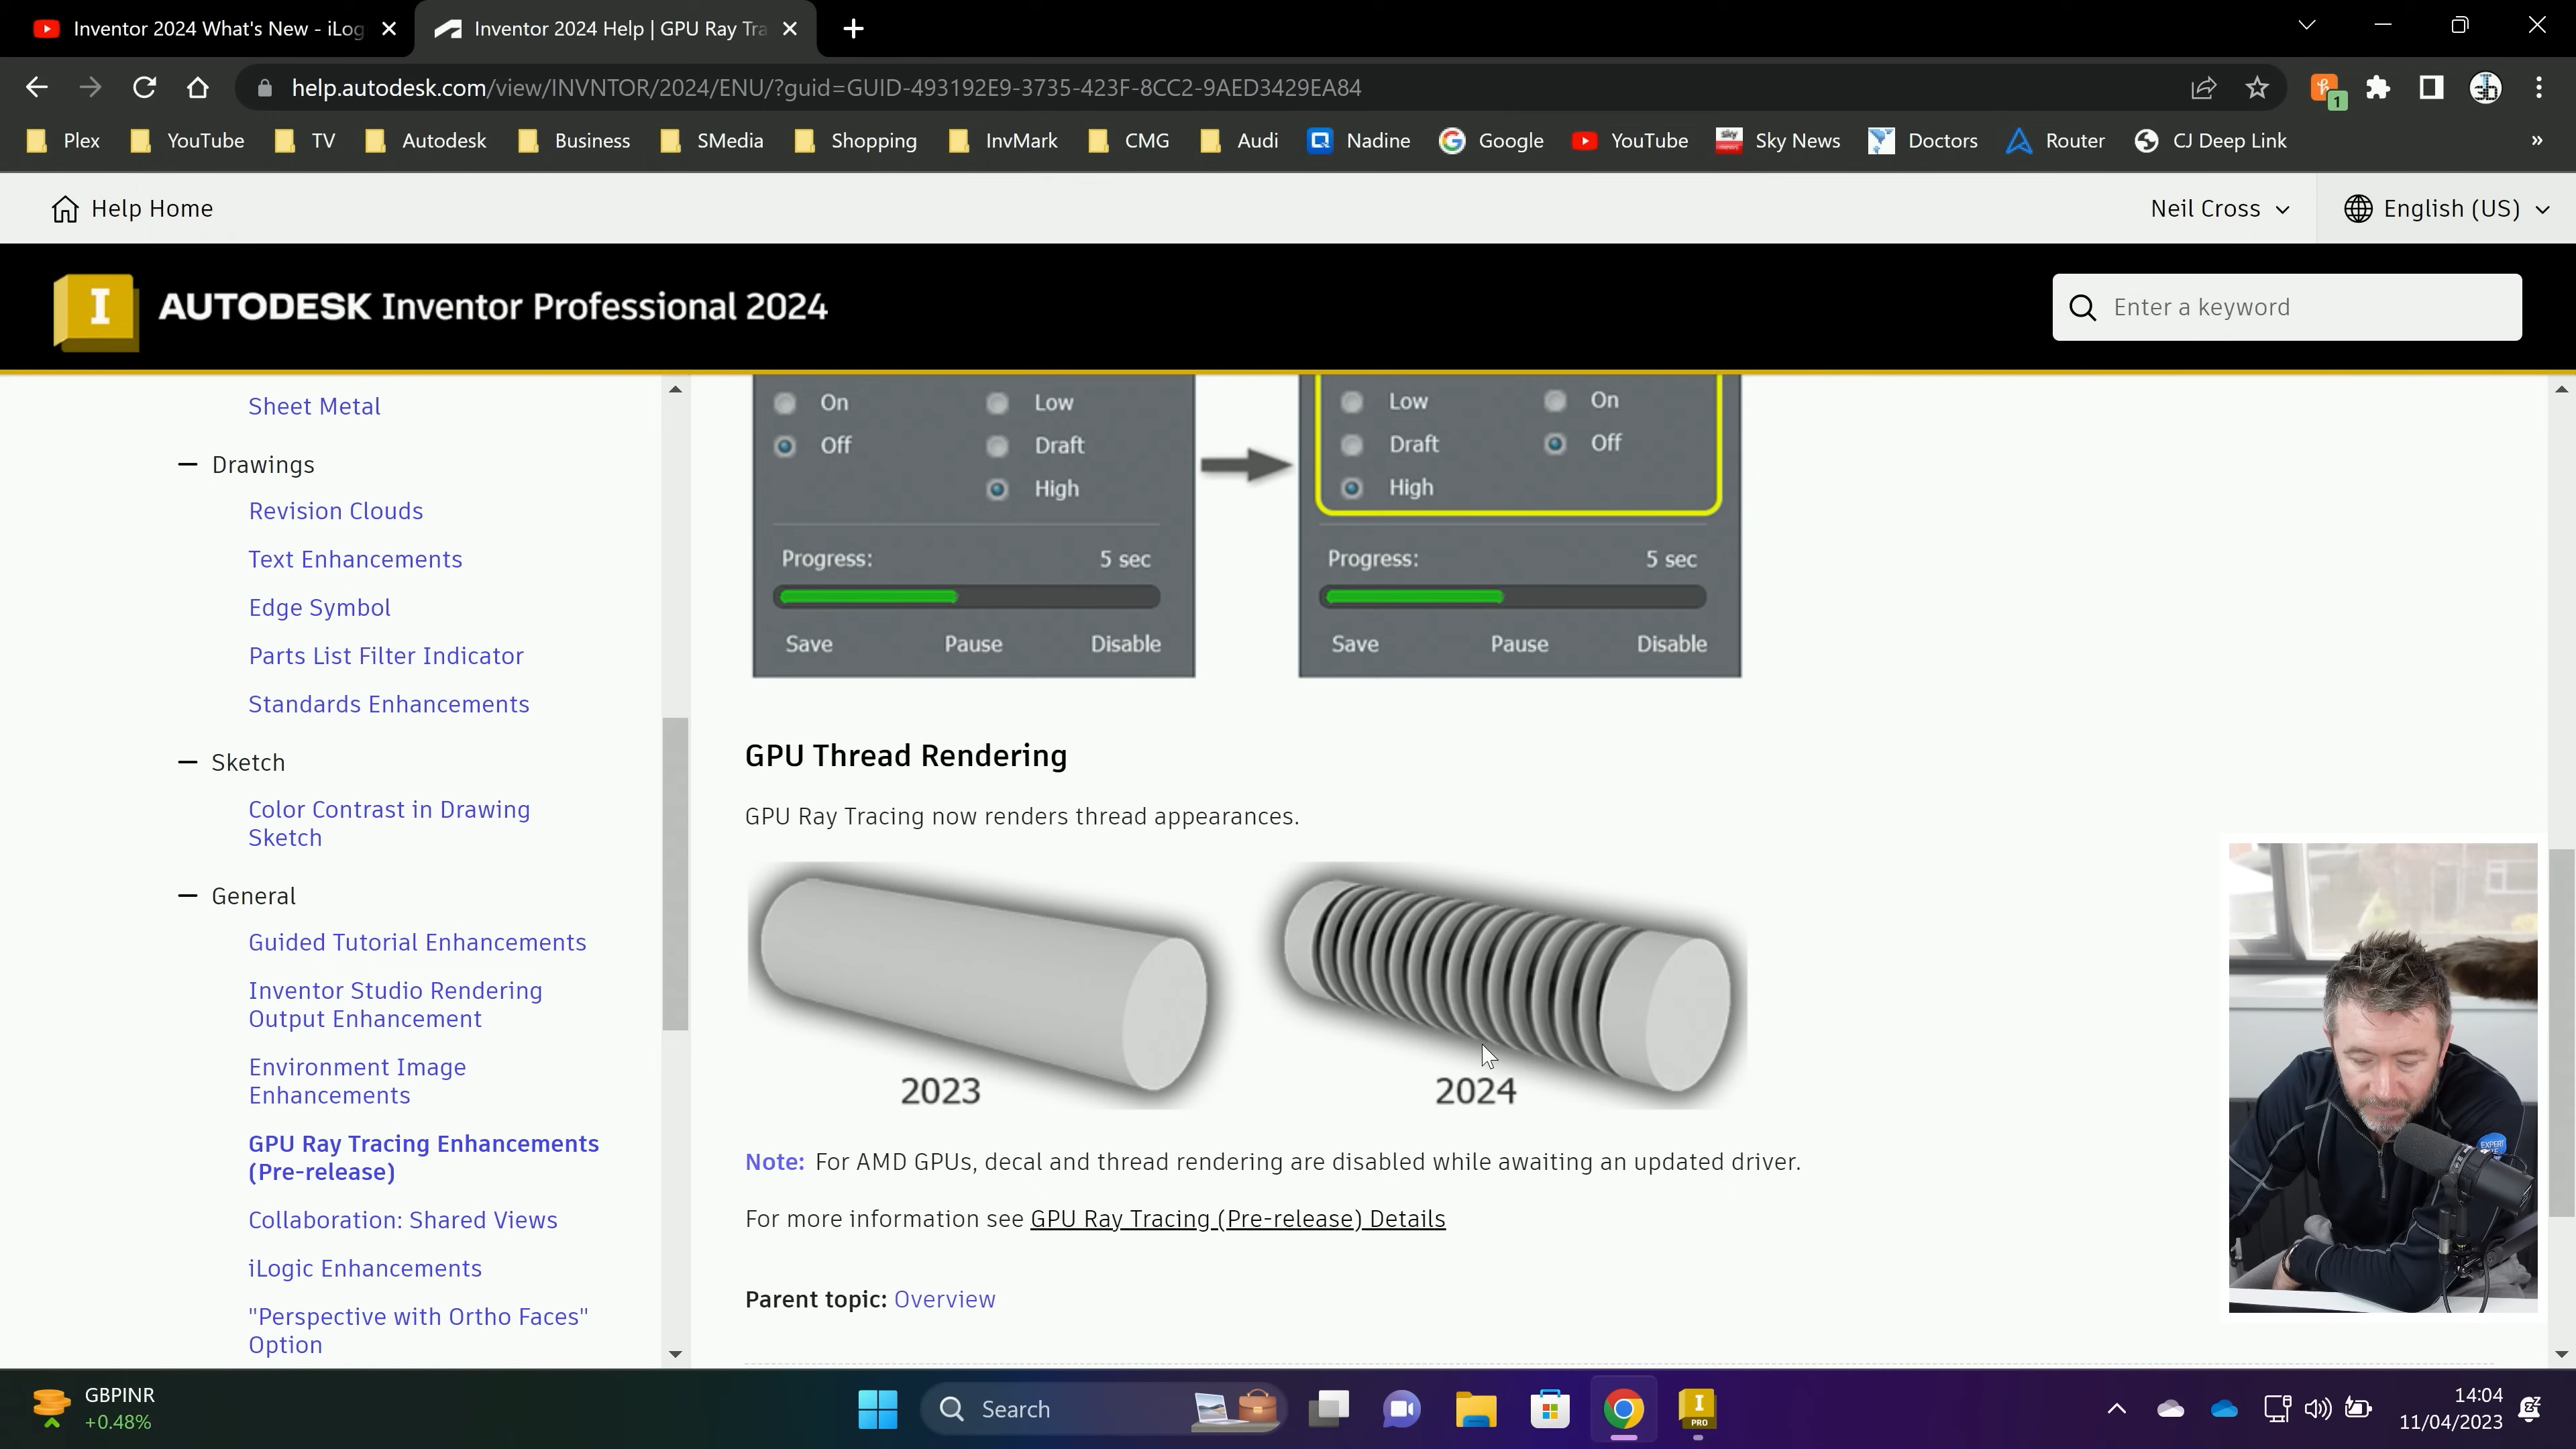 Inventor 2024 What's New - iLog
Inventor 2024 Help | GPU Ray Tra
help.autodesk.com/view/INVNTOR/2024/ENU/?guid=GUID-493192E9-3735-423F-8CC2-9AED3429EA84
1
Plex YouTube TV Autodesk Business SMedia Shopping InvMark CMG Audi Nadine Google YouTube Sky News Doctors Router CJ Deep Link »
Help Home
Neil Cross
English (US)
I AUTODESK Inventor Professional 2024
Enter a keyword
Sheet Metal
Drawings
Revision Clouds
Text Enhancements
Edge Symbol
Parts List Filter Indicator
Standards Enhancements
Sketch
Color Contrast in Drawing
Sketch
General
Guided Tutorial Enhancements
Inventor Studio Rendering
Output Enhancement
Environment Image
Enhancements
GPU Ray Tracing Enhancements
(Pre-release)
Collaboration: Shared Views
iLogic Enhancements
"Perspective with Ortho Faces"
Option
On Low
Off Draft
High
Progress: 5 sec
Save Pause Disable
Low On
Draft Off
High
Progress: 5 sec
Save Pause Disable
GPU Thread Rendering
GPU Ray Tracing now renders thread appearances.
2023
2024
Note: For AMD GPUs, decal and thread rendering are disabled while awaiting an updated driver.
For more information see GPU Ray Tracing (Pre-release) Details
Parent topic: Overview
EXPERT
GBPINR
+0.48%
Search
I
PRO
14:04
11/04/2023